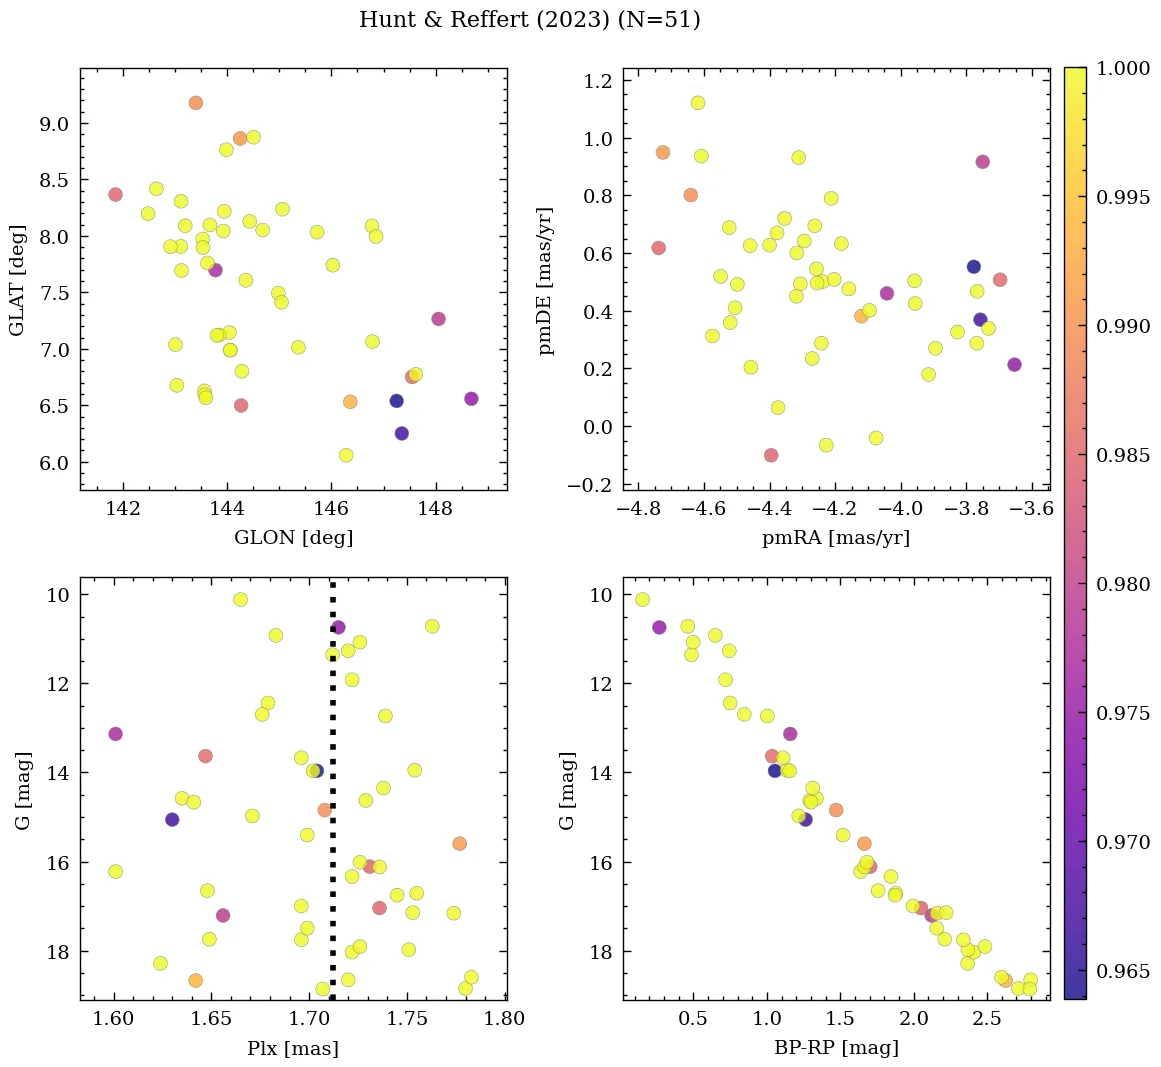 Hunt & Reffert (2023) (N=51)
9.0
8.5
8.0
7.5
7.0
6.5
6.0
GLAT [deg]
142 144 146 148
GLON [deg]
1.2
1.0
0.8
0.6
0.4
0.2
0.0
−0.2
pmDE [mas/yr]
−4.8 −4.6 −4.4 −4.2 −4.0 −3.8 −3.6
pmRA [mas/yr]
10
12
14
16
18
G [mag]
1.60 1.65 1.70 1.75 1.80
Plx [mas]
10
12
14
16
18
G [mag]
0.5 1.0 1.5 2.0 2.5
BP-RP [mag]
1.000
0.995
0.990
0.985
0.980
0.975
0.970
0.965